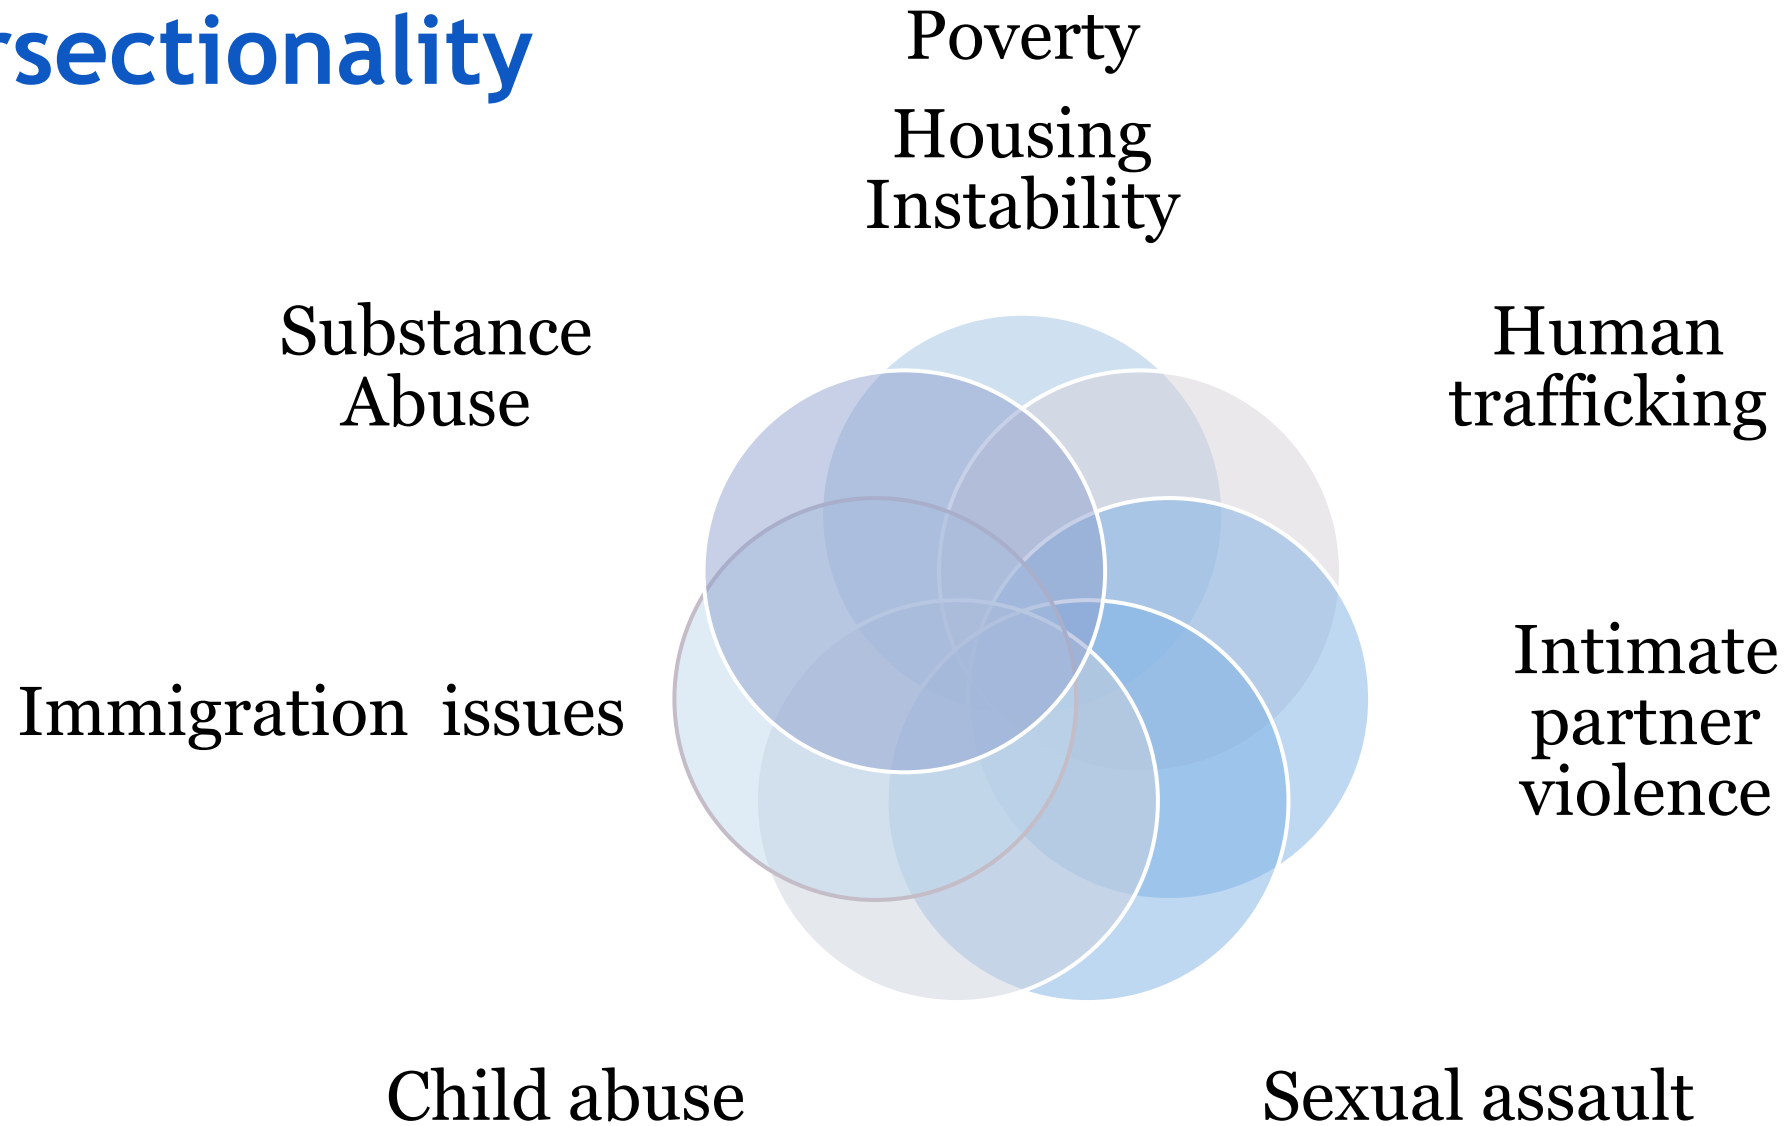 rsectionality
Poverty
Housing
Instability
Substance
Abuse
Human
trafficking
Immigration issues
Intimate
partner
violence
Child abuse
Sexual assault